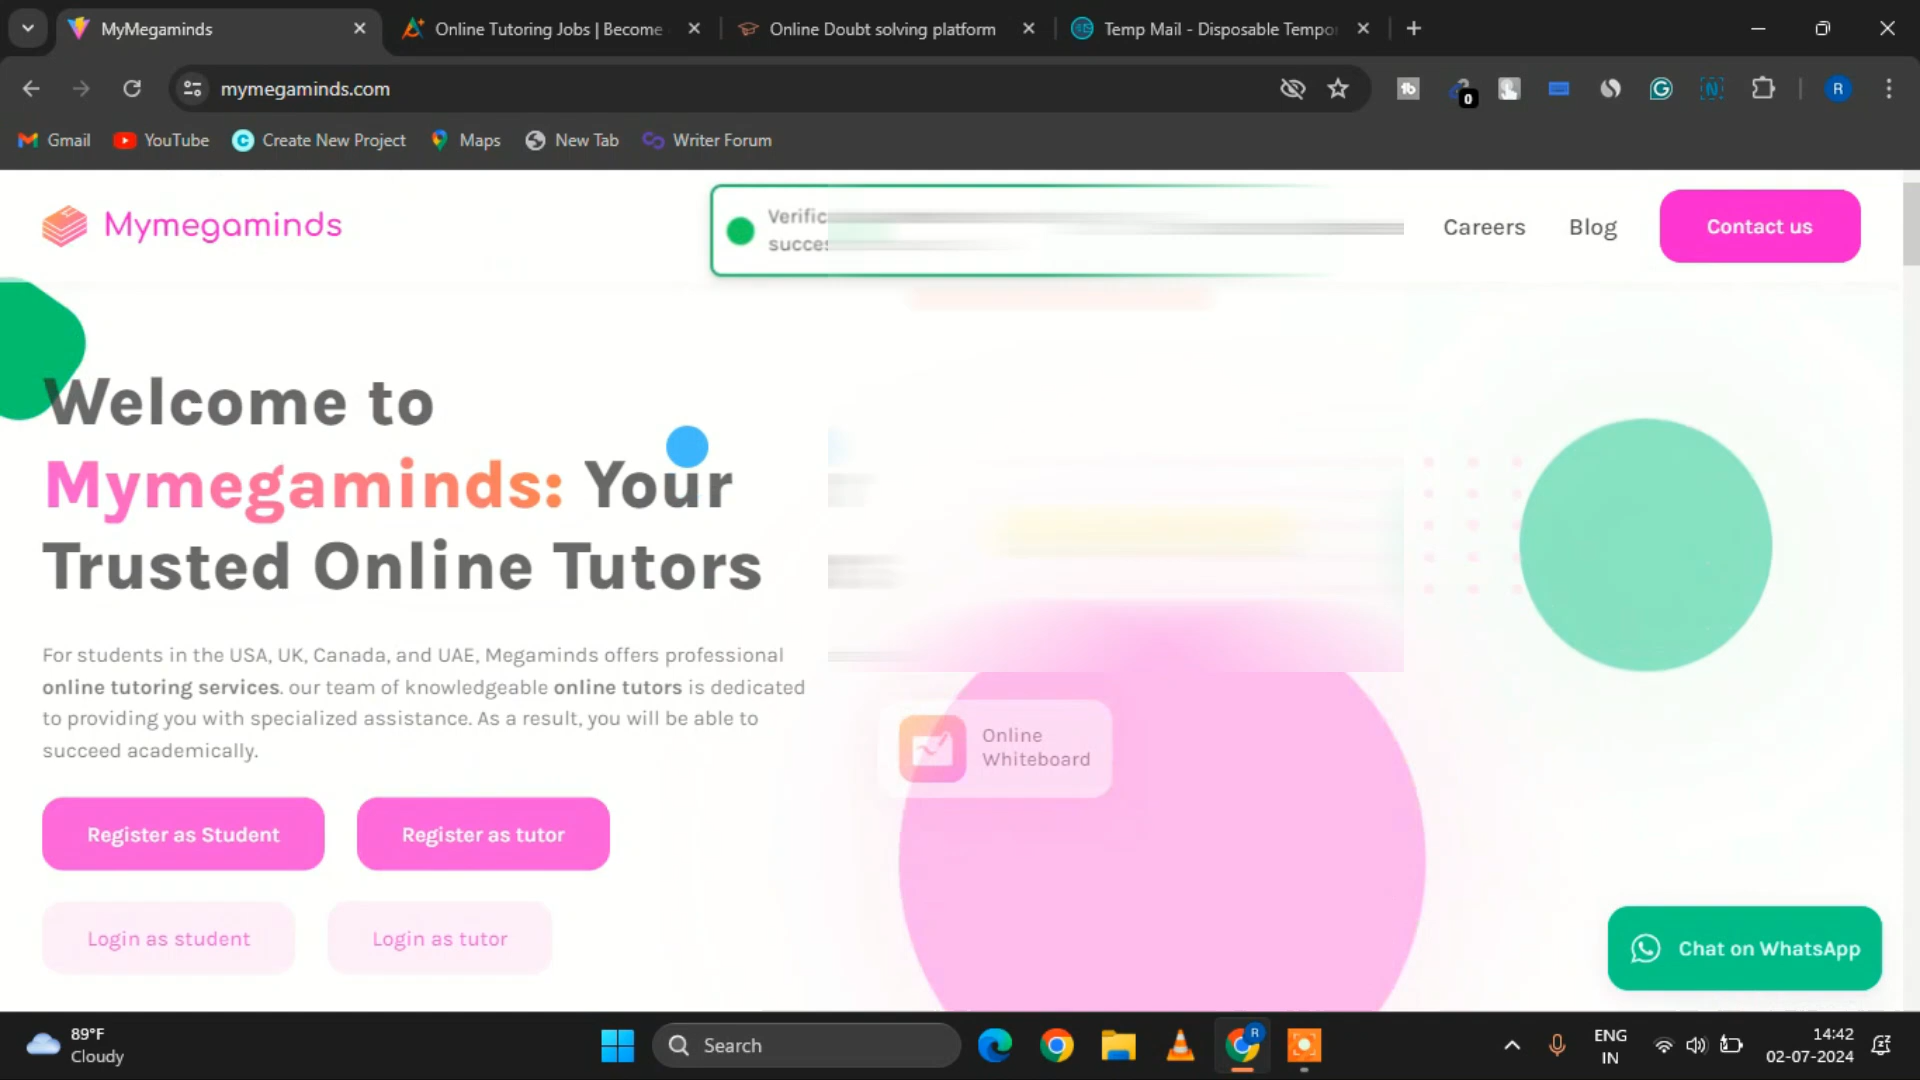 MyMegaminds
Online Tutoring Jobs | Become
Online Doubt solving platform
Temp Mail - Disposable Tempor
mymegaminds.com
0
R
Gmail
YouTube
Create New Project
Maps
New Tab
Writer Forum
Mymegaminds
Verific
succes
Careers
Blog
Contact us
Welcome to
Mymegaminds: Your
Trusted Online Tutors
For students in the USA, UK, Canada, and UAE, Megaminds offers professional
online tutoring services. our team of knowledgeable online tutors is dedicated
to providing you with specialized assistance. As a result, you will be able to
succeed academically.
Online
Whiteboard
Register as Student
Register as tutor
Login as student
Login as tutor
Chat on WhatsApp
89°F
Cloudy
Search
R
ENG
IN
14:42
02-07-2024